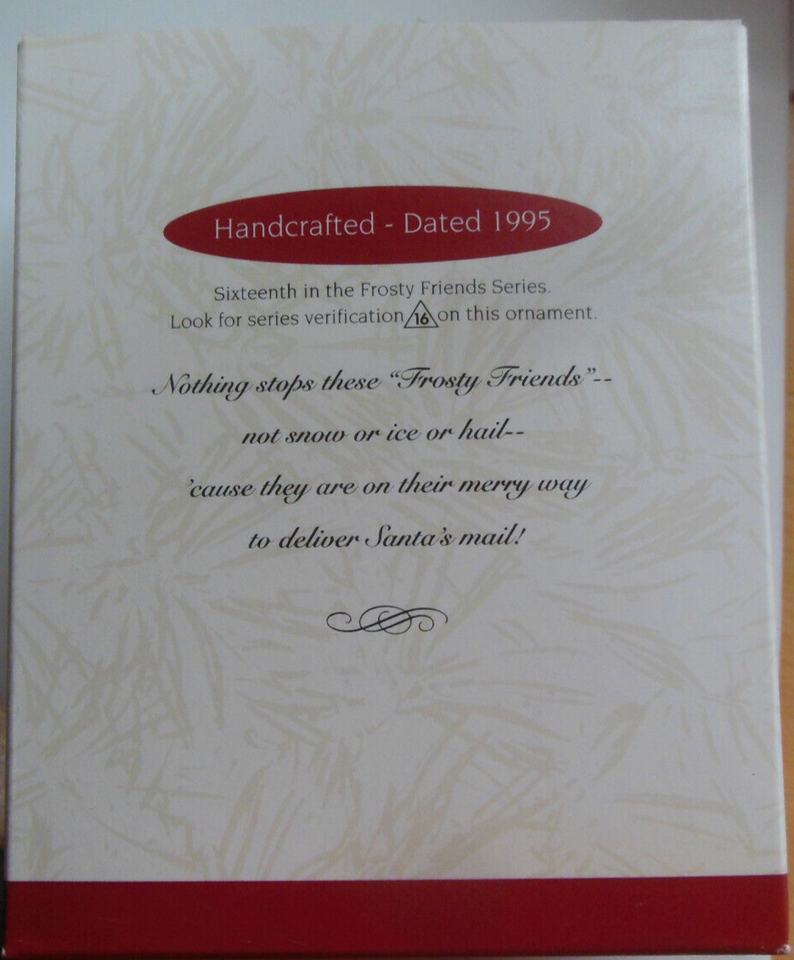 Handcrafted - Dated 1995
Sixteenth in the Frosty Friends Series.
Look for series verification 16 on this ornament.
Nothing stops these “Frosty Friends”--
not snow or ice or hail--
’cause they are on their merry way
to deliver Santa’s mail!